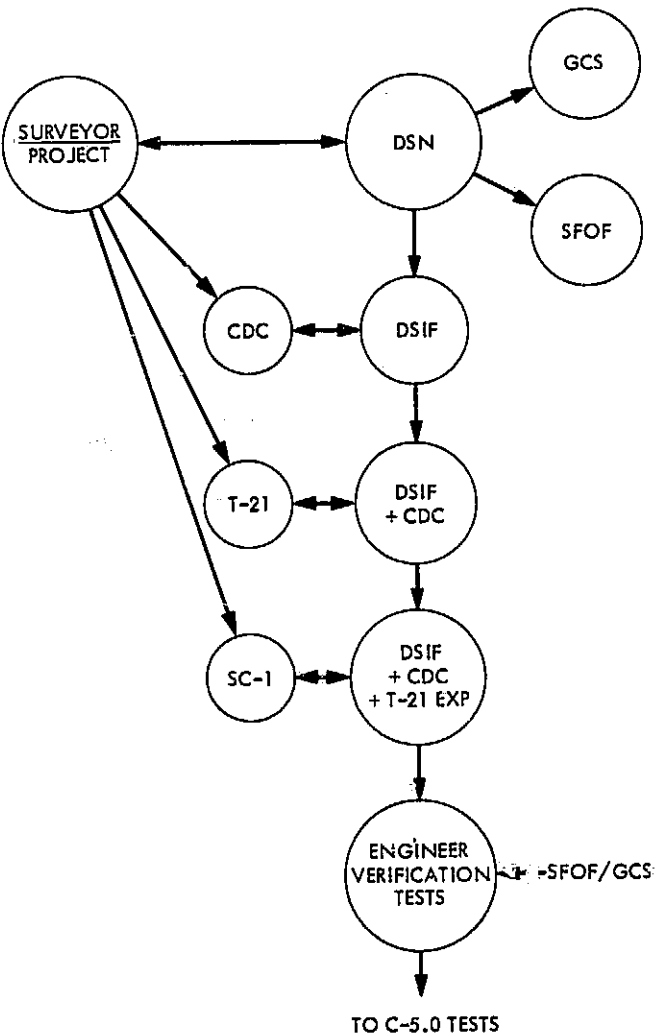 GCS
SURVEYOR
PROJECT
DSN
SFOF
CDC
DSIF
T-21
DSIF
+ CDC
SC-1
DSIF
+ CDC
+ T-21 EXP
ENGINEER
VERIFICATION
TESTS
SFOF/GCS
TO C-5.0 TESTS